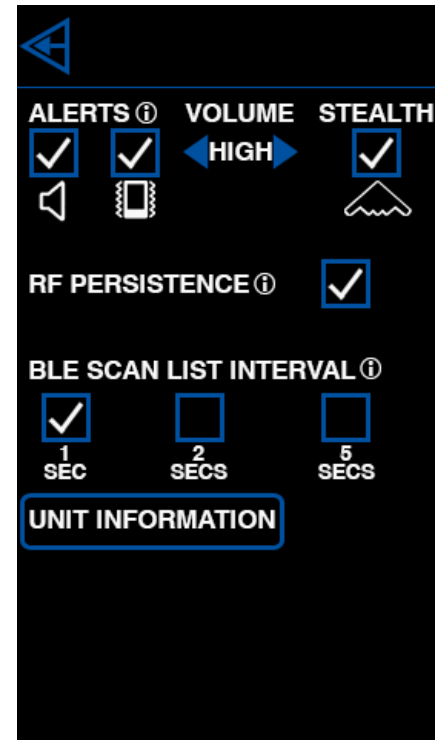 ALERTS ⓘ VOLUME STEALTH
HIGH
RF PERSISTENCE ⓘ
BLE SCAN LIST INTERVAL ⓘ
1 2 5
SEC SECS SECS
UNIT INFORMATION